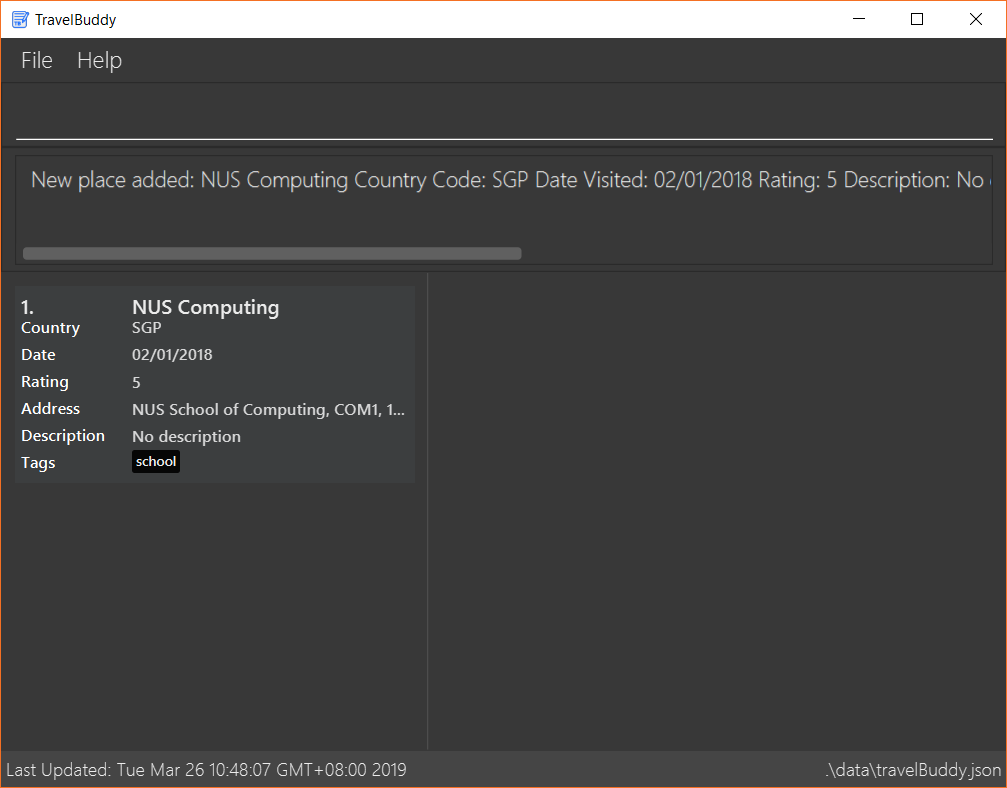 TravelBuddy
File Help
New place added: NUS Computing Country Code: SGP Date Visited: 02/01/2018 Rating: 5 Description: No
1. NUS Computing
Country SGP
Date 02/01/2018
Rating 5
Address NUS School of Computing, COM1, 1...
Description No description
Tags school
Last Updated: Tue Mar 26 10:48:07 GMT+08:00 2019 .\data\travelBuddy.json